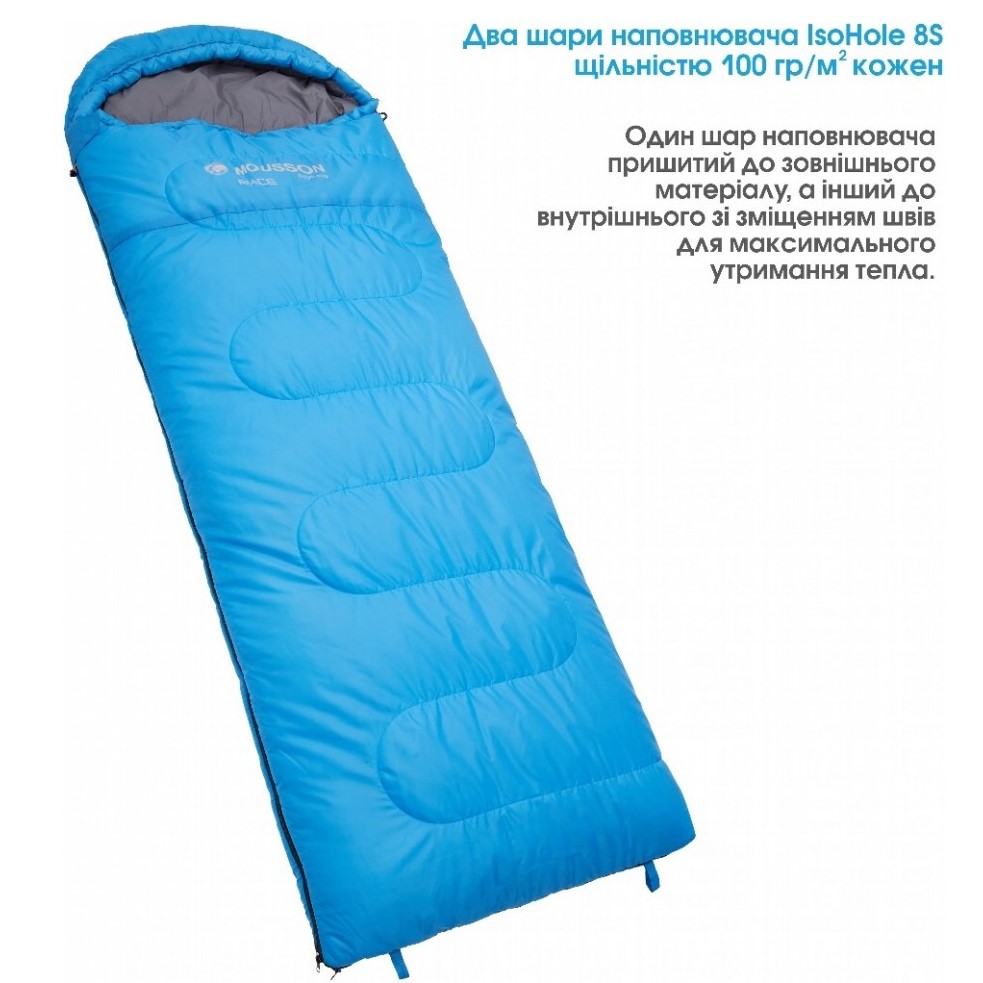 Два шари наповнювача IsoHole 8S
щільністю 100 гр/м² кожен
Один шар наповнювача
пришитий до зовнішнього
матеріалу, а інший до
внутрішнього зі зміщенням швів
для максимального
утримання тепла.
MOUSSON